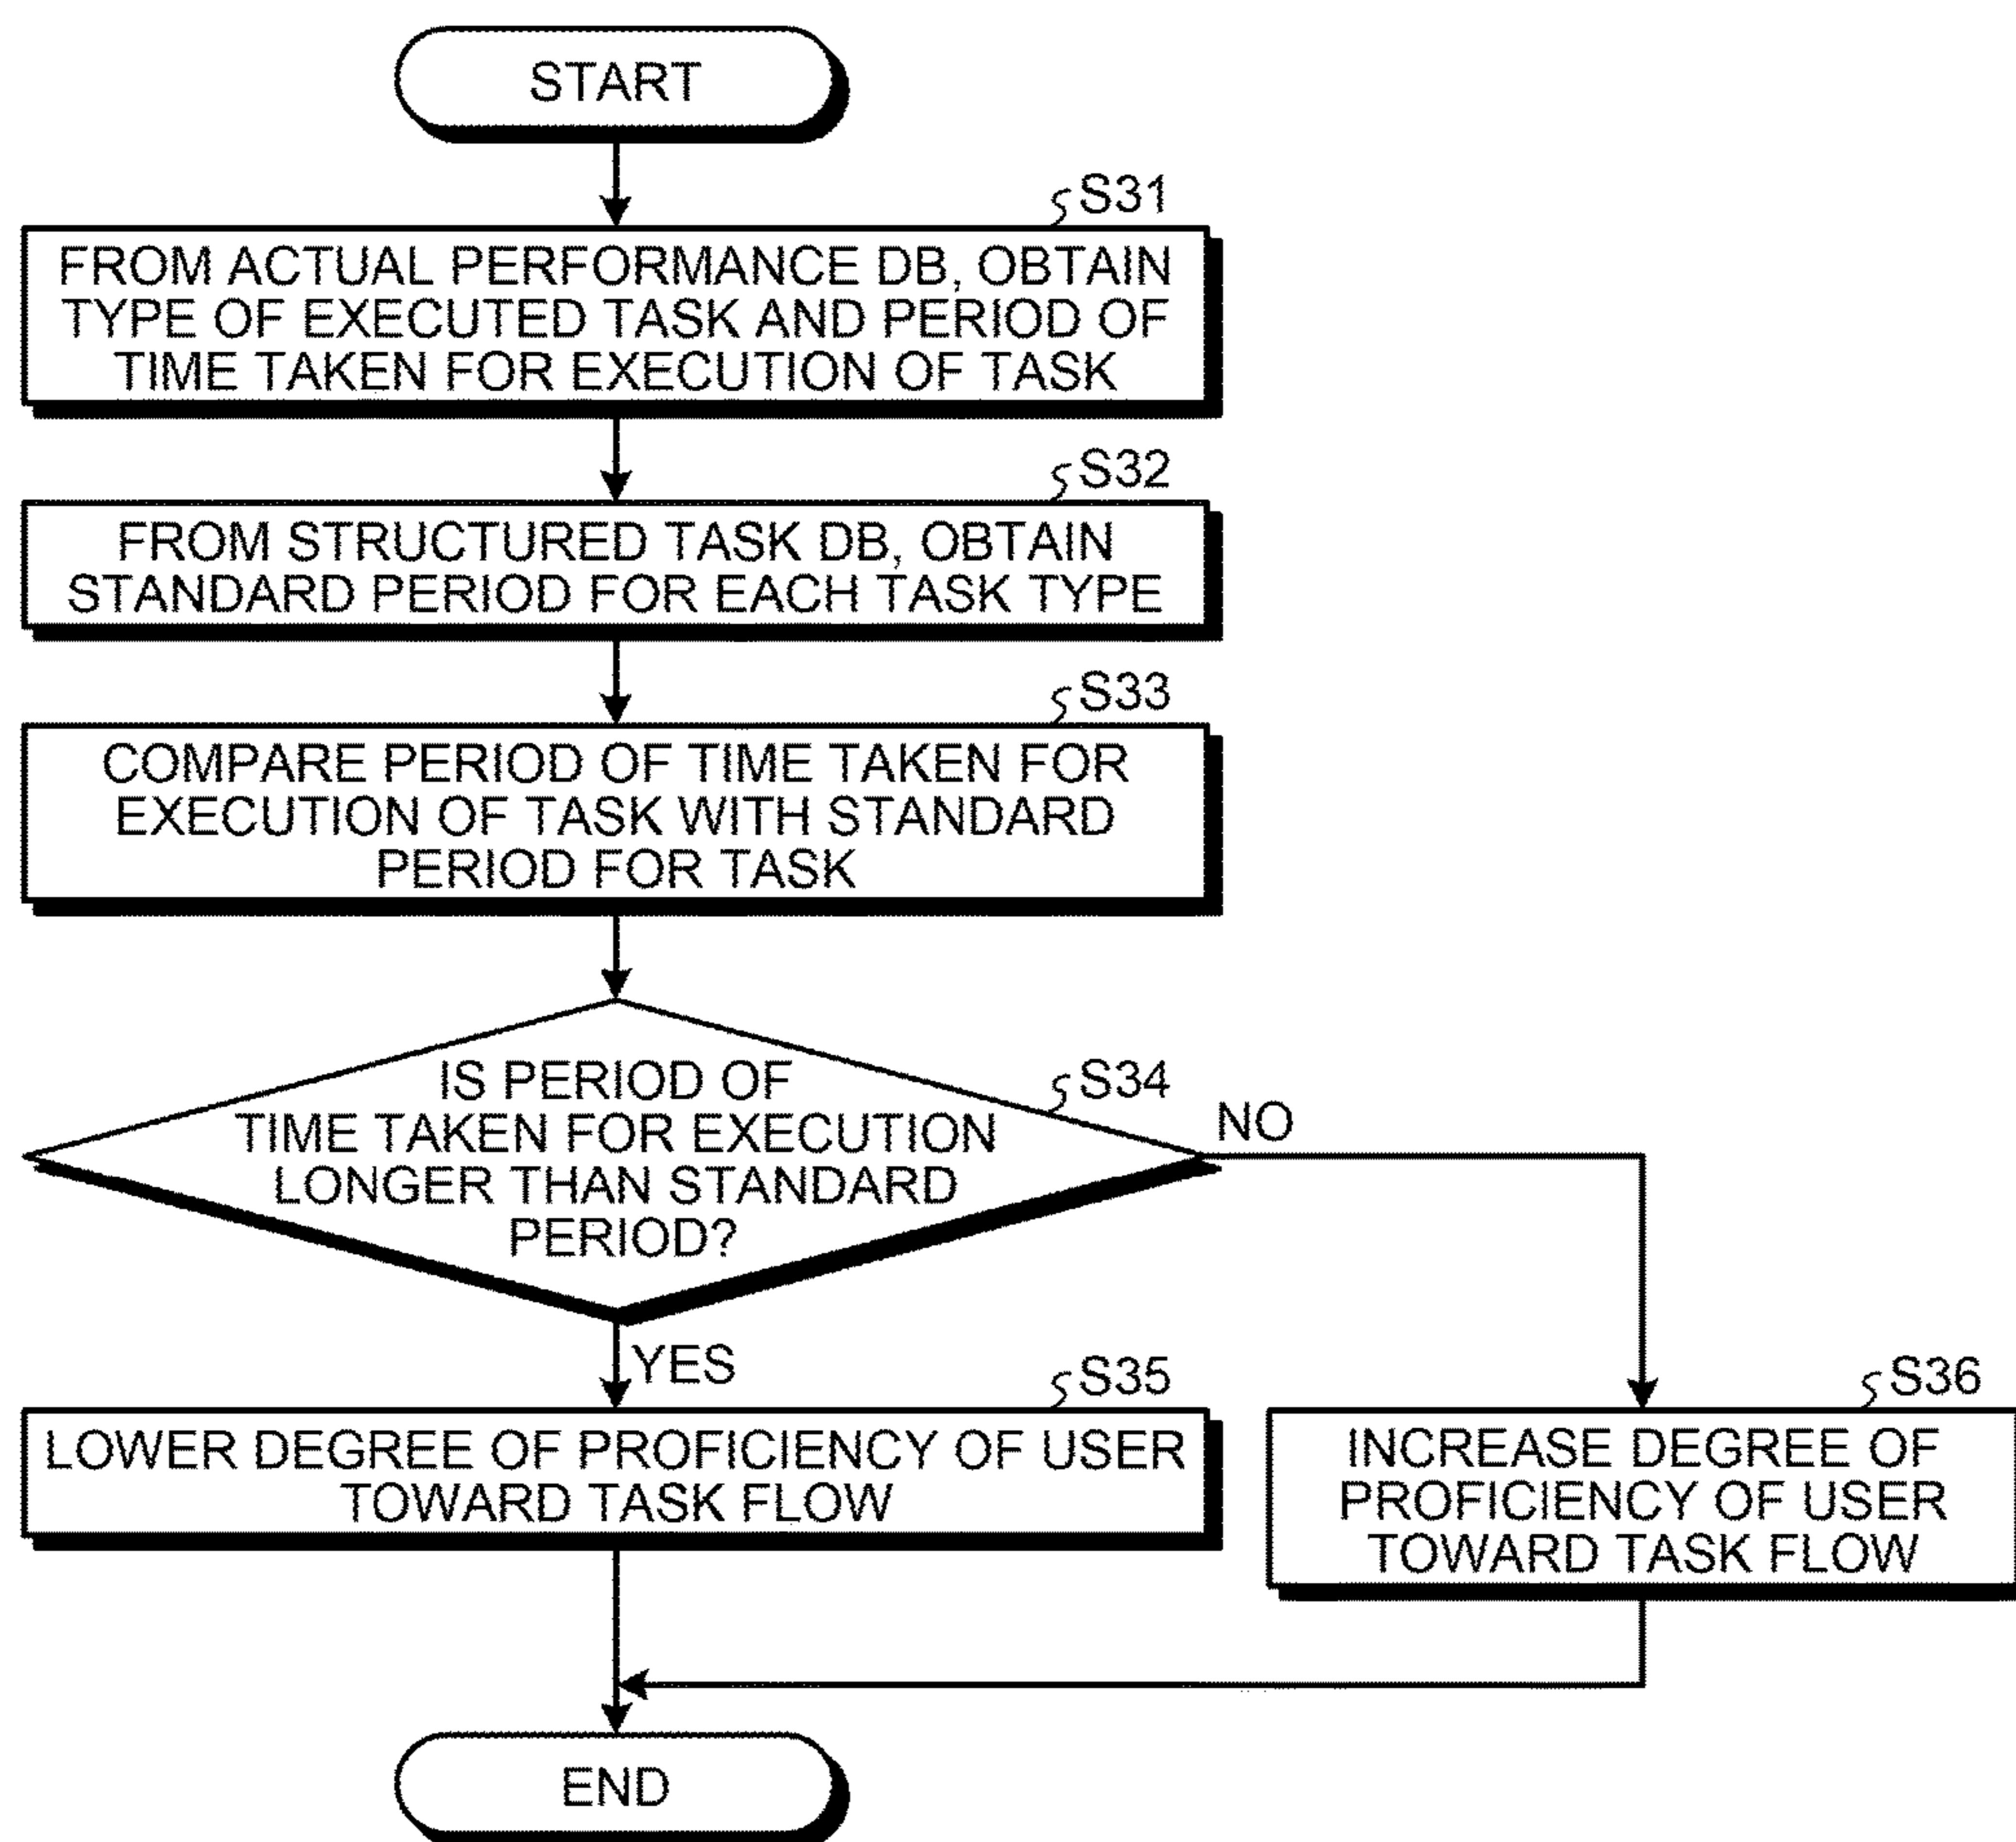 START
S31
FROM ACTUAL PERFORMANCE DB, OBTAIN
TYPE OF EXECUTED TASK AND PERIOD OF
TIME TAKEN FOR EXECUTION OF TASK
S32
FROM STRUCTURED TASK DB, OBTAIN
STANDARD PERIOD FOR EACH TASK TYPE
S33
COMPARE PERIOD OF TIME TAKEN FOR
EXECUTION OF TASK WITH STANDARD
PERIOD FOR TASK
S34
IS PERIOD OF
TIME TAKEN FOR EXECUTION
LONGER THAN STANDARD
PERIOD?
NO
YES
S35
LOWER DEGREE OF PROFICIENCY OF USER
TOWARD TASK FLOW
S36
INCREASE DEGREE OF
PROFICIENCY OF USER
TOWARD TASK FLOW
END